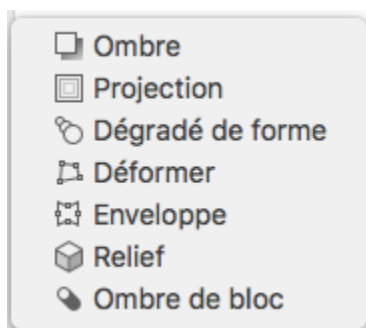 Ombre
Projection
Dégradé de forme
Déformer
Enveloppe
Relief
Ombre de bloc